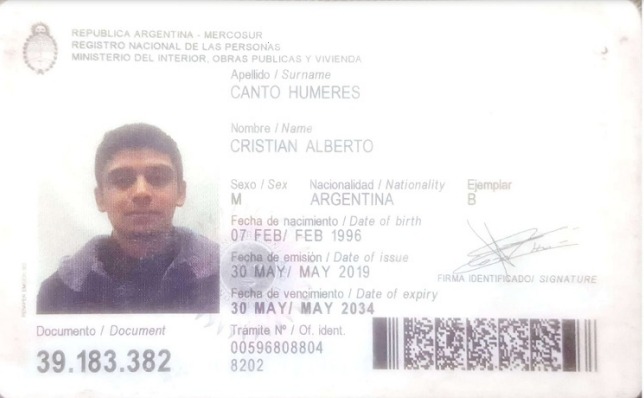 REPUBLICA ARGENTINA - MERCOSUR
REGISTRO NACIONAL DE LAS PERSONAS
MINISTERIO DEL INTERIOR, OBRAS PUBLICAS Y VIVIENDA
Apellido / Surname
CANTO HUMERES
Nombre / Name
CRISTIAN ALBERTO
Sexo / Sex Nacionalidad / Nationality Ejemplar
M ARGENTINA B
Fecha de nacimiento / Date of birth
07 FEB/ FEB 1996
Fecha de emisión / Date of issue
30 MAY/ MAY 2019
FIRMA IDENTIFICADO/ SIGNATURE
Fecha de vencimiento / Date of expiry
30 MAY/ MAY 2034
Documento / Document
39.183.382
Trámite Nº / Of. ident.
00596808804
8202